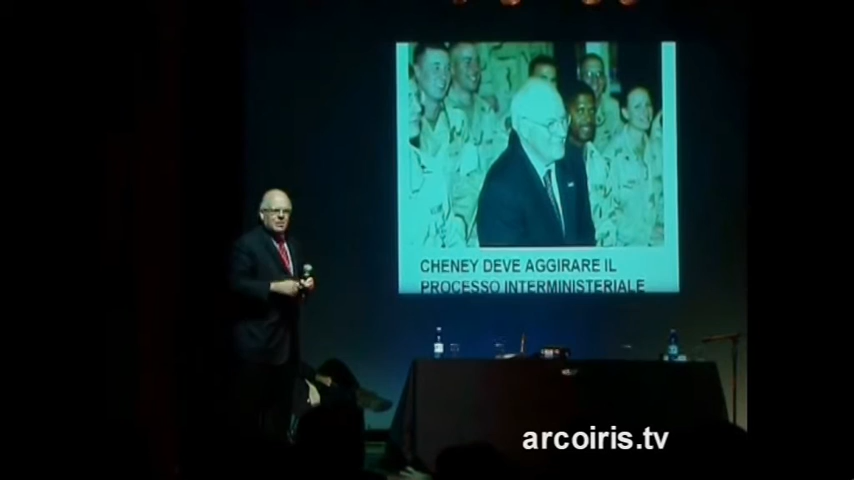 CHENEY DEVE AGGIRARE IL
PROCESSO INTERMINISTERIALE
arcoiris.tv